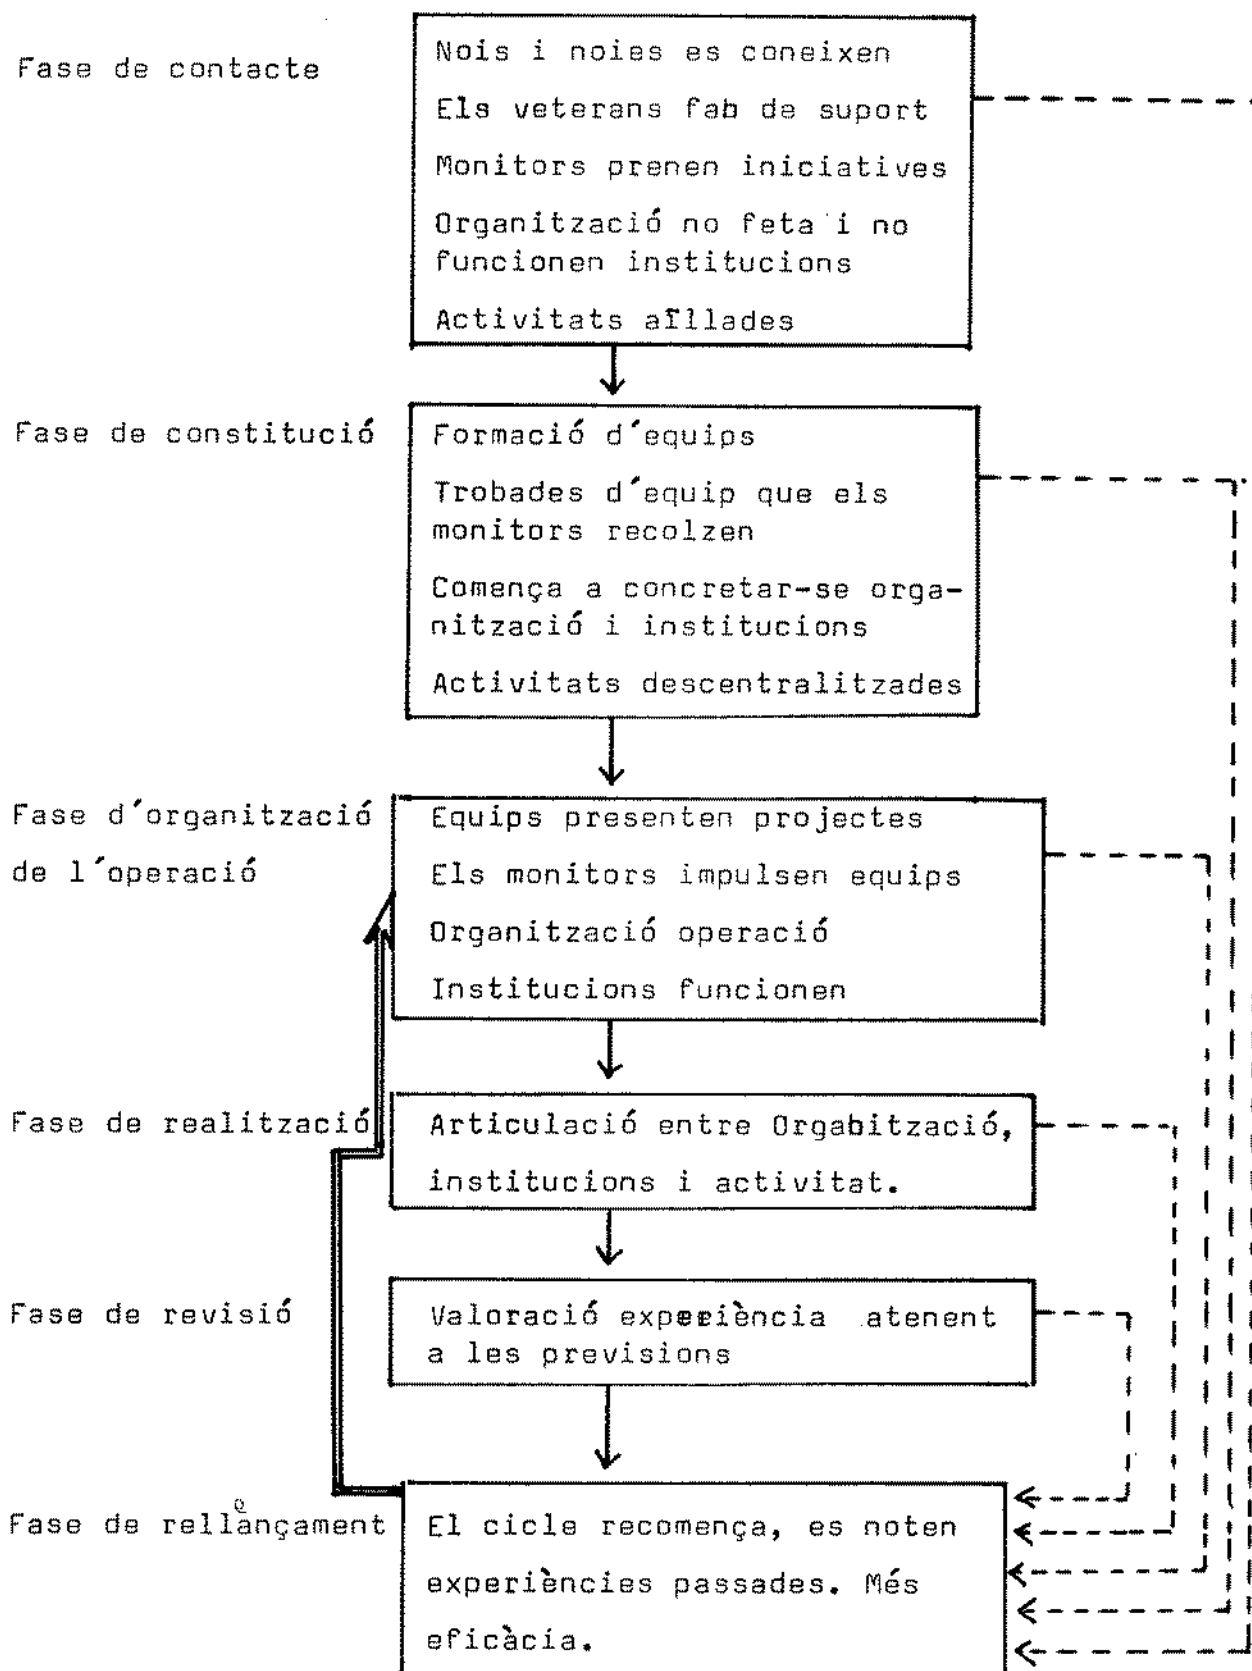 Fase de contacte
Nois i noies es coneixen
Els veterans fab de suport
Monitors prenen iniciatives
Organització no feta i no
funcionen institucions
Activitats aïllades
Fase de constitució
Formació d´equips
Trobades d´equip que els
monitors recolzen
Comença a concretar-se orga-
nització i institucions
Activitats descentralitzades
Fase d´organització
de l´operació
Equips presenten projectes
Els monitors impulsen equips
Organització operació
Institucions funcionen
Fase de realització
Articulació entre Orgabització,
institucions i activitat.
Fase de revisió
Valoració experiència atenent
a les previsions
Fase de rellançament
El cicle recomença, es noten
experiències passades. Més
eficàcia.